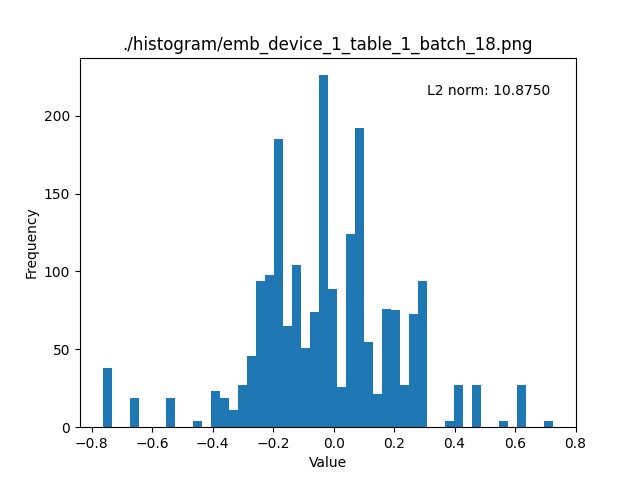 ./histogram/emb_device_1_table_1_batch_18.png
L2 norm: 10.8750
200
150
100
50
0
Frequency
−0.8 −0.6 −0.4 −0.2 0.0 0.2 0.4 0.6 0.8
Value